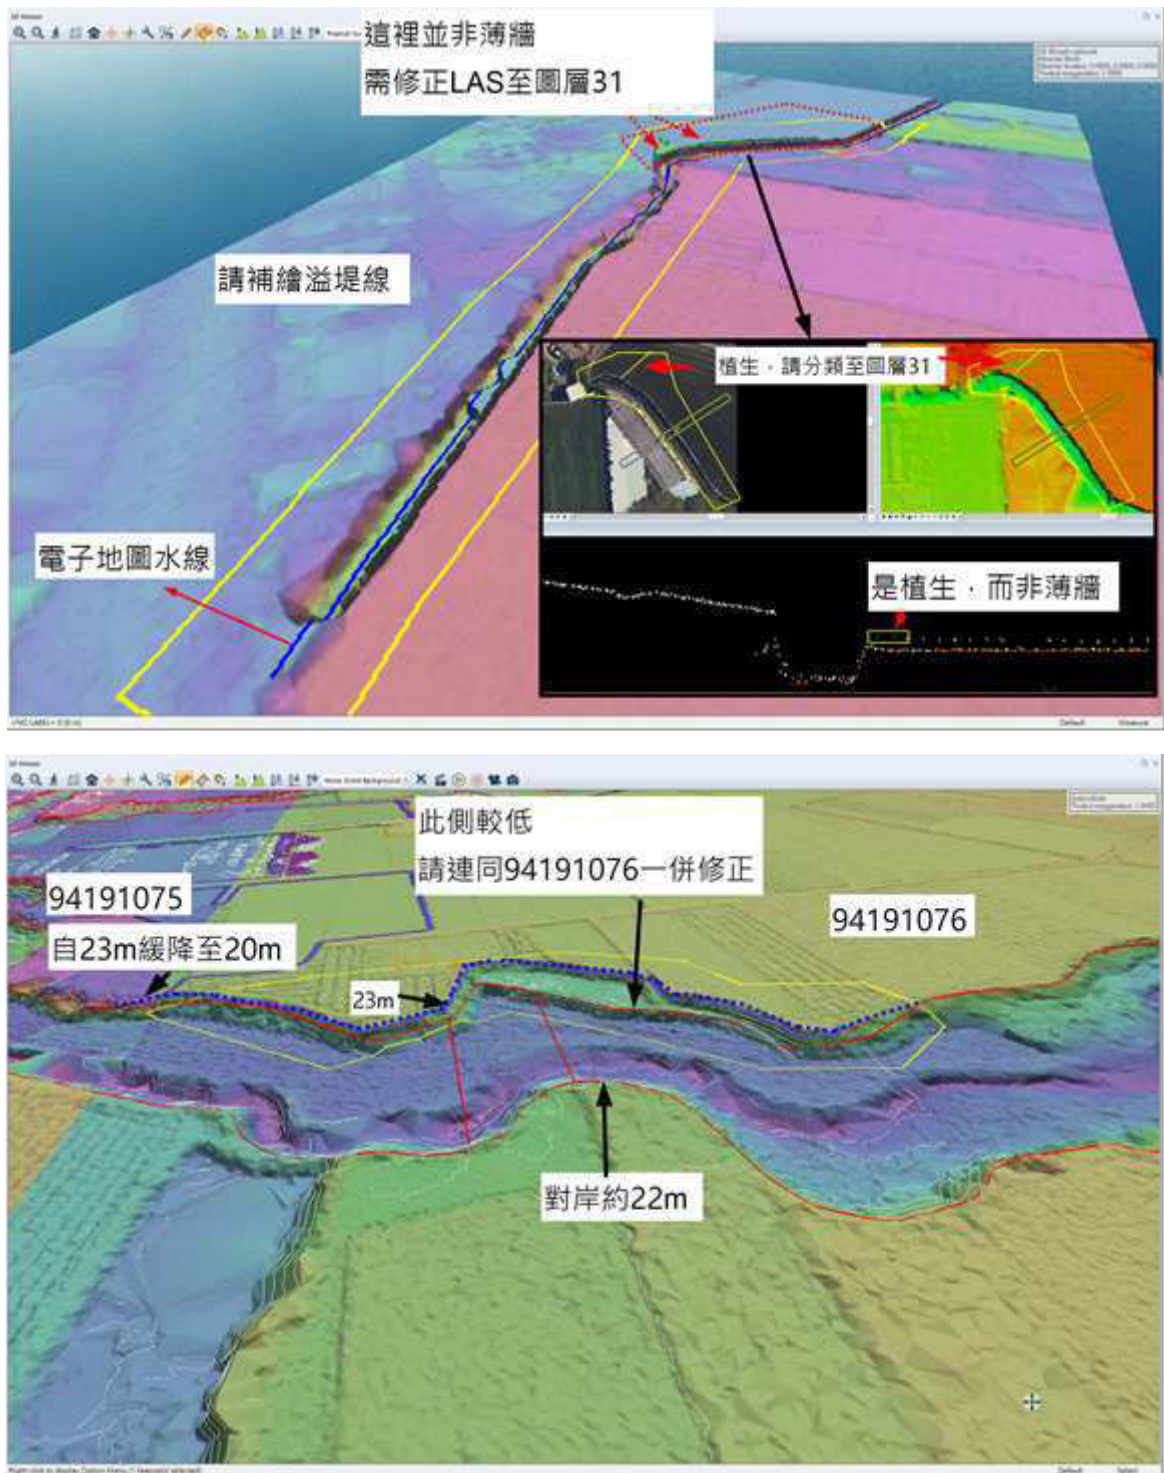 這裡並非薄牆
需修正LAS至圖層31
請補繪溢堤線
植生，請分類至圖層31
電子地圖水線
是植生，而非薄牆
此側較低
請連同94191076一併修正
94191075
94191076
自23m緩降至20m
23m
對岸約22m